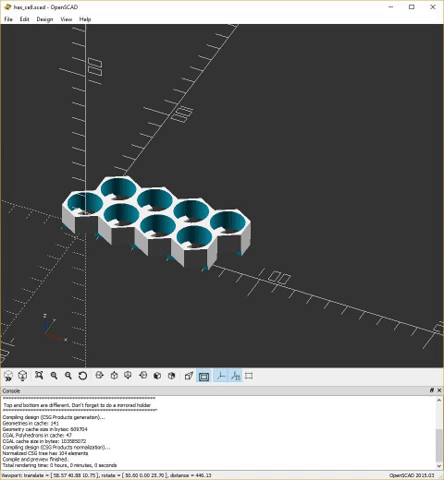 hex_cell.scad - OpenSCAD
File Edit Design View Help
Console
Top and bottom are different. Don't forget to do a mirrored holder
Compiling design (CSG Products generation)...
Geometries in cache: 141
Geometry cache size in bytes: 609704
CGAL Polyhedrons in cache: 47
CGAL cache size in bytes: 103585072
Compiling design (CSG Products normalization)...
Normalized CSG tree has 104 elements
Compile and preview finished.
Total rendering time: 0 hours, 0 minutes, 0 seconds
Viewport: translate = [ 58.57 40.88 10.75 ], rotate = [ 50.60 0.00 25.70 ], distance = 446.13
OpenSCAD 2015.03